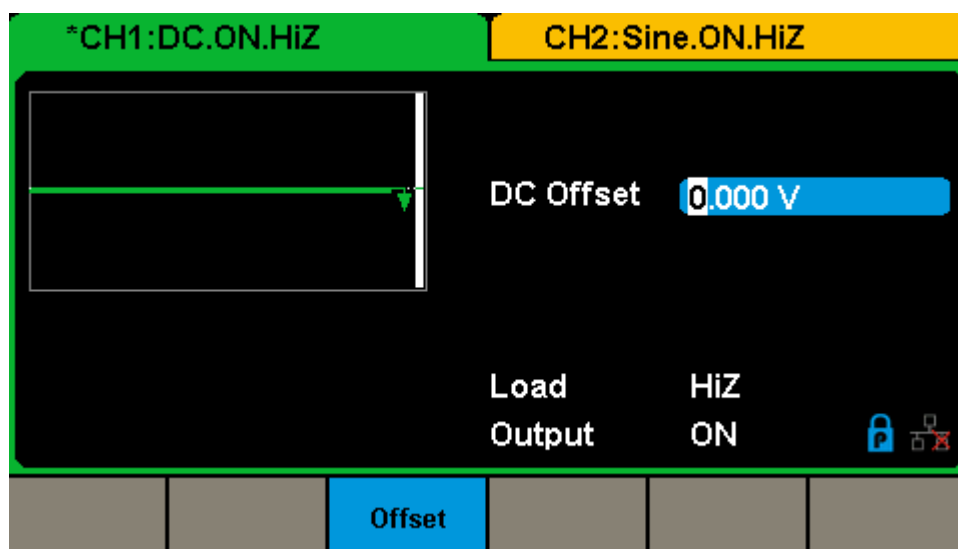 *CH1:DC.ON.HiZ
CH2:Sine.ON.HiZ
DC Offset 0.000 V
Load HiZ
Output ON
P
Offset